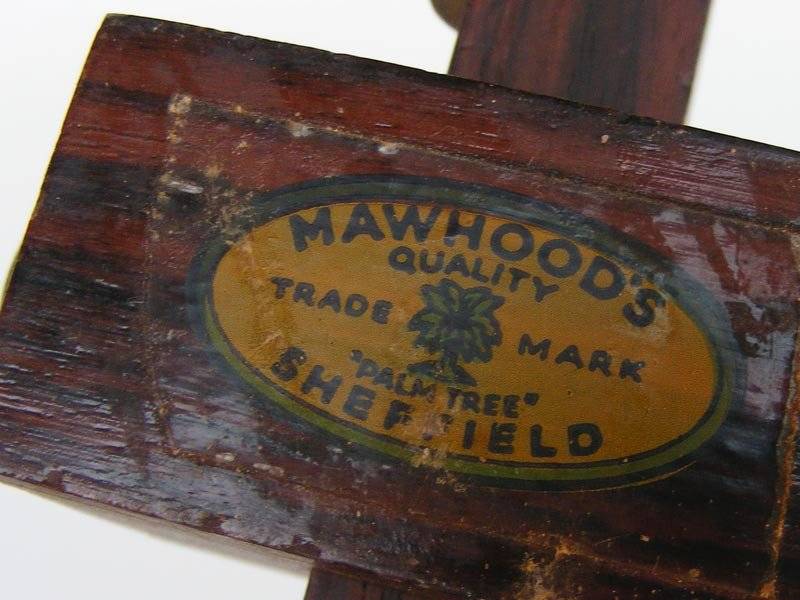 MAWHOOD'S
QUALITY
TRADE MARK
"PALM TREE"
SHEFFIELD